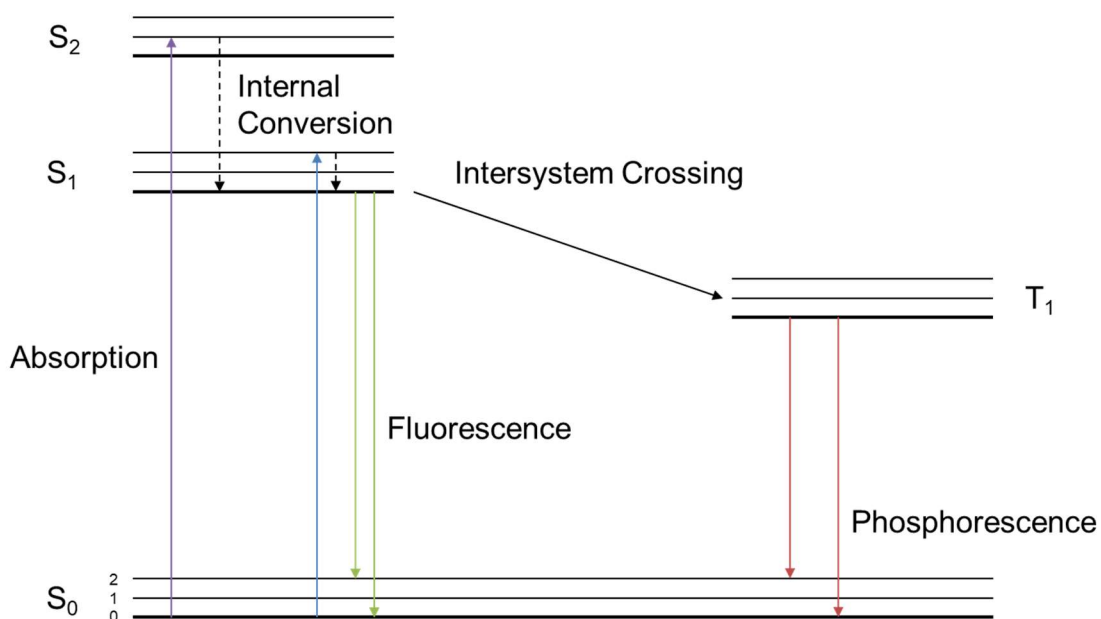 S₂
Internal
Conversion
S₁
Intersystem Crossing
T₁
Absorption
Fluorescence
Phosphorescence
2
S₀
1
0